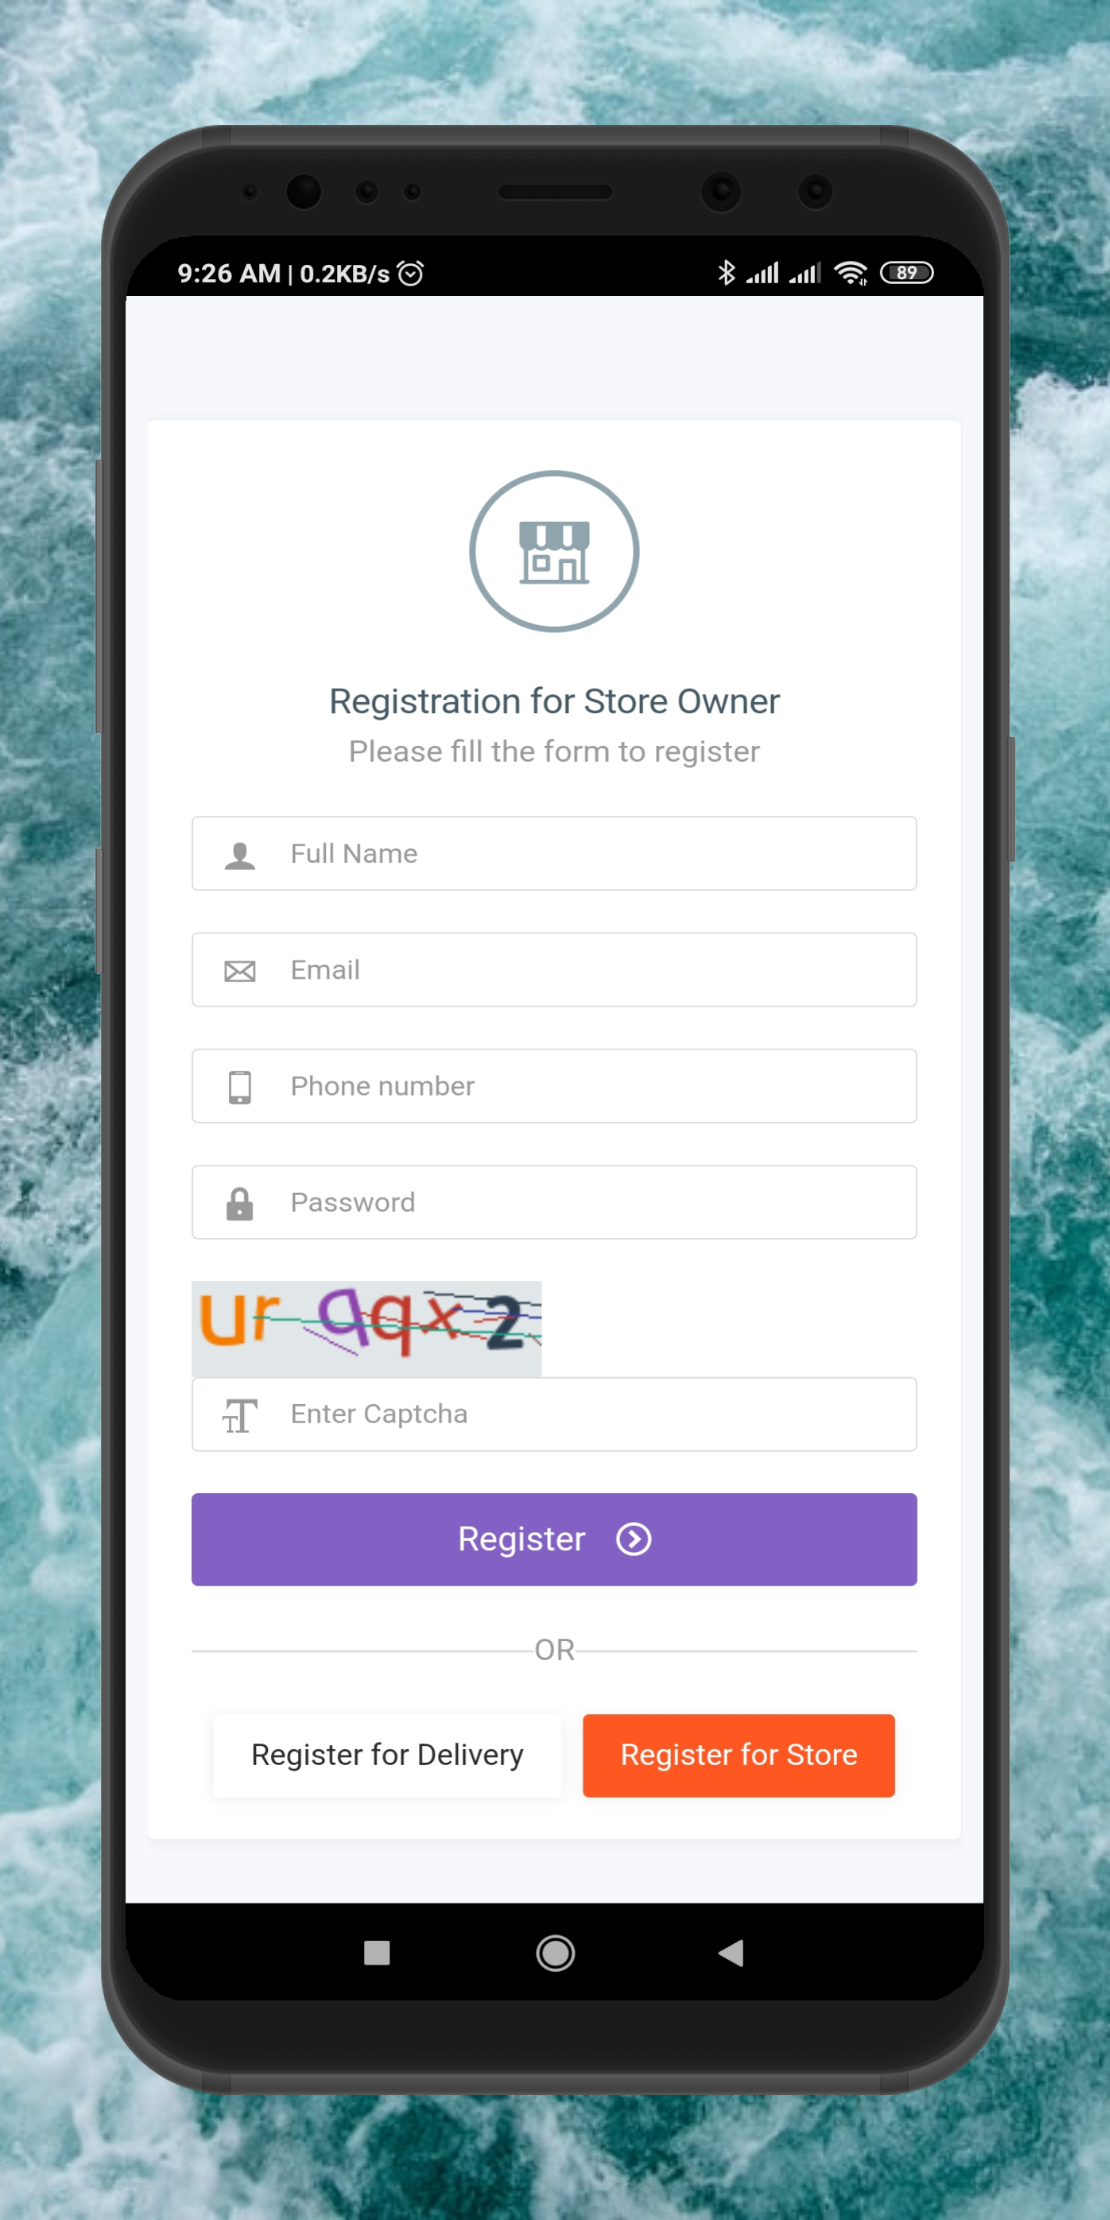 9:26 AM | 0.2KB/s
89
Registration for Store Owner
Please fill the form to register
Full Name
Email
Phone number
Password
urqqx2
Enter Captcha
Register
OR
Register for Delivery
Register for Store